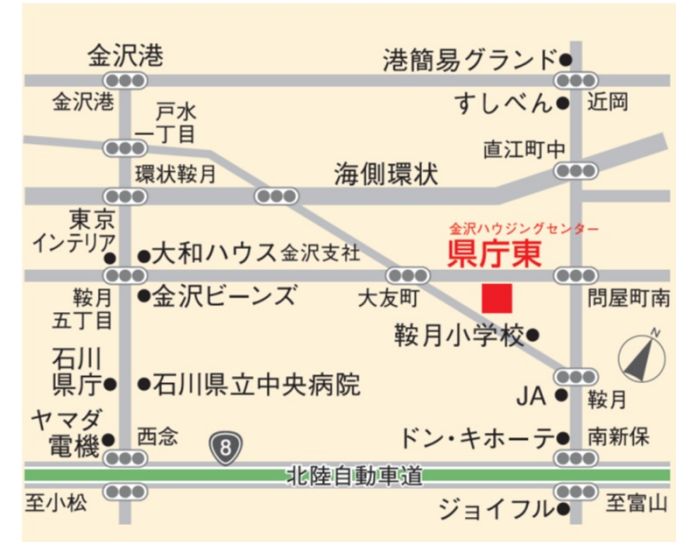 金沢港
港簡易グランド
金沢港
すしべん
近岡
戸水
一丁目
直江町中
環状鞍月
海側環状
東京
インテリア
大和ハウス金沢支社
金沢ハウジングセンター
県庁東
鞍月
五丁目
金沢ビーンズ
大友町
問屋町南
鞍月小学校
N
石川
県庁
石川県立中央病院
JA
鞍月
ヤマダ
電機
西念
8
ドン・キホーテ
南新保
北陸自動車道
至小松
ジョイフル
至富山